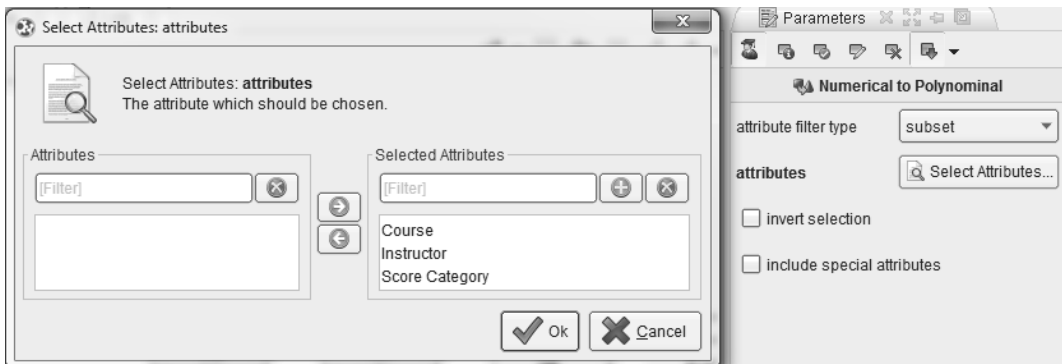 Select Attributes: attributes
Select Attributes: attributes
The attribute which should be chosen.
Attributes
[Filter]
Selected Attributes
[Filter]
Course
Instructor
Score Category
Ok
Cancel
Parameters
Numerical to Polynominal
attribute filter type
subset
attributes
Select Attributes...
invert selection
include special attributes